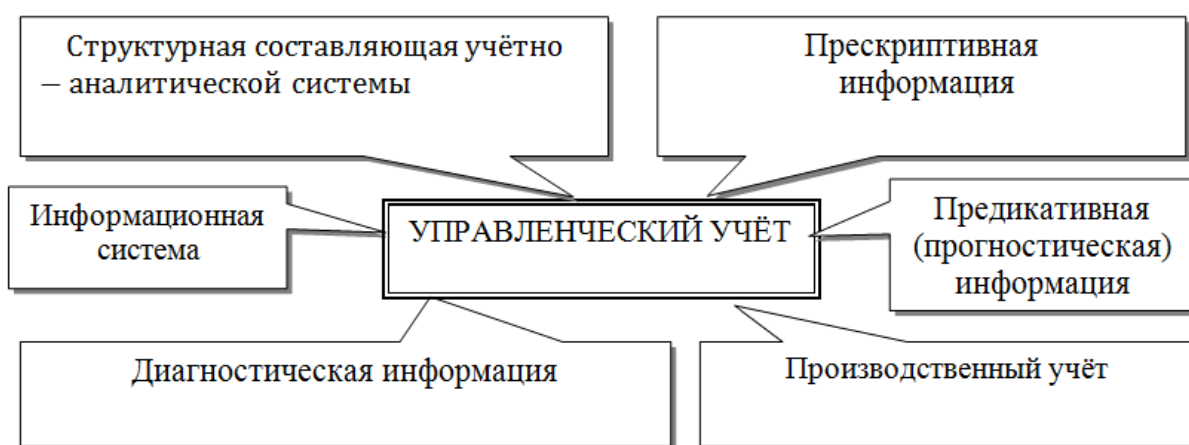 Структурная составляющая учётно
– аналитической системы
Прескриптивная
информация
Информационная
система
УПРАВЛЕНЧЕСКИЙ УЧЁТ
Предикативная
(прогностическая)
информация
Диагностическая информация
Производственный учёт